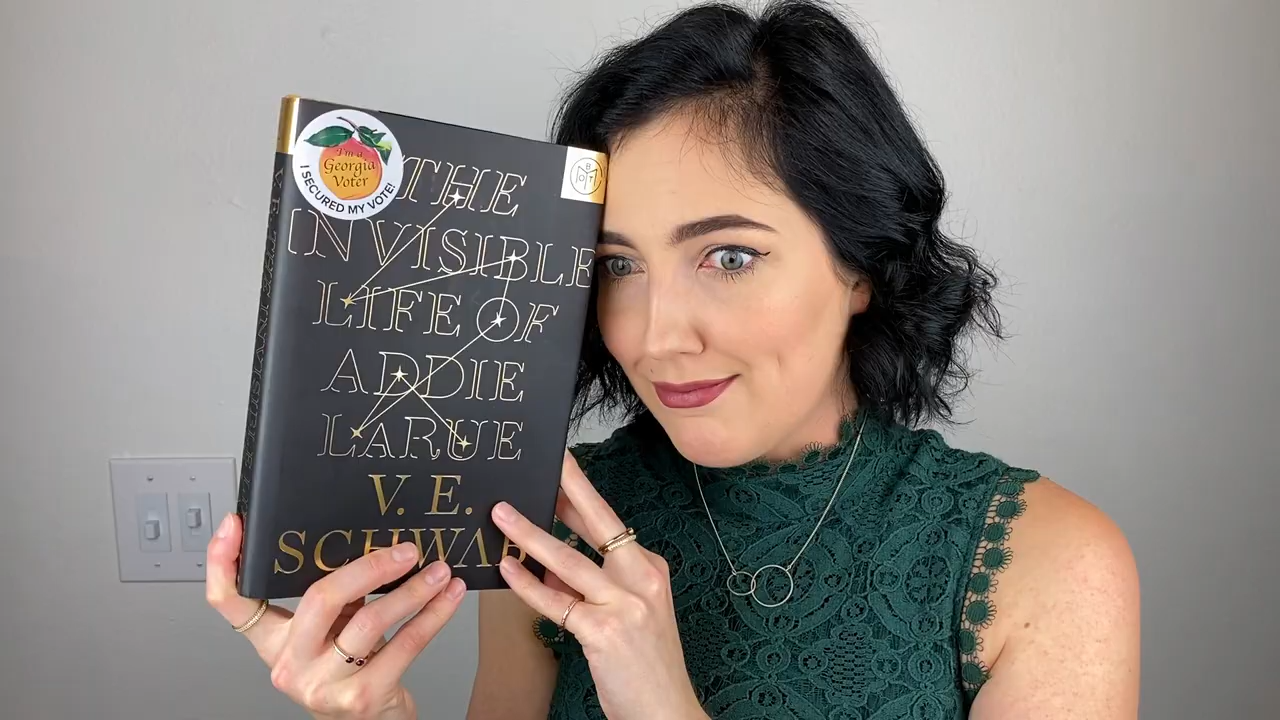 I'm a
Georgia
Voter
I SECURED MY VOTE!
B
M
O T
THE
INVISIBLE
LIFE OF
ADDIE
LARUE
V. E.
SCHWAB